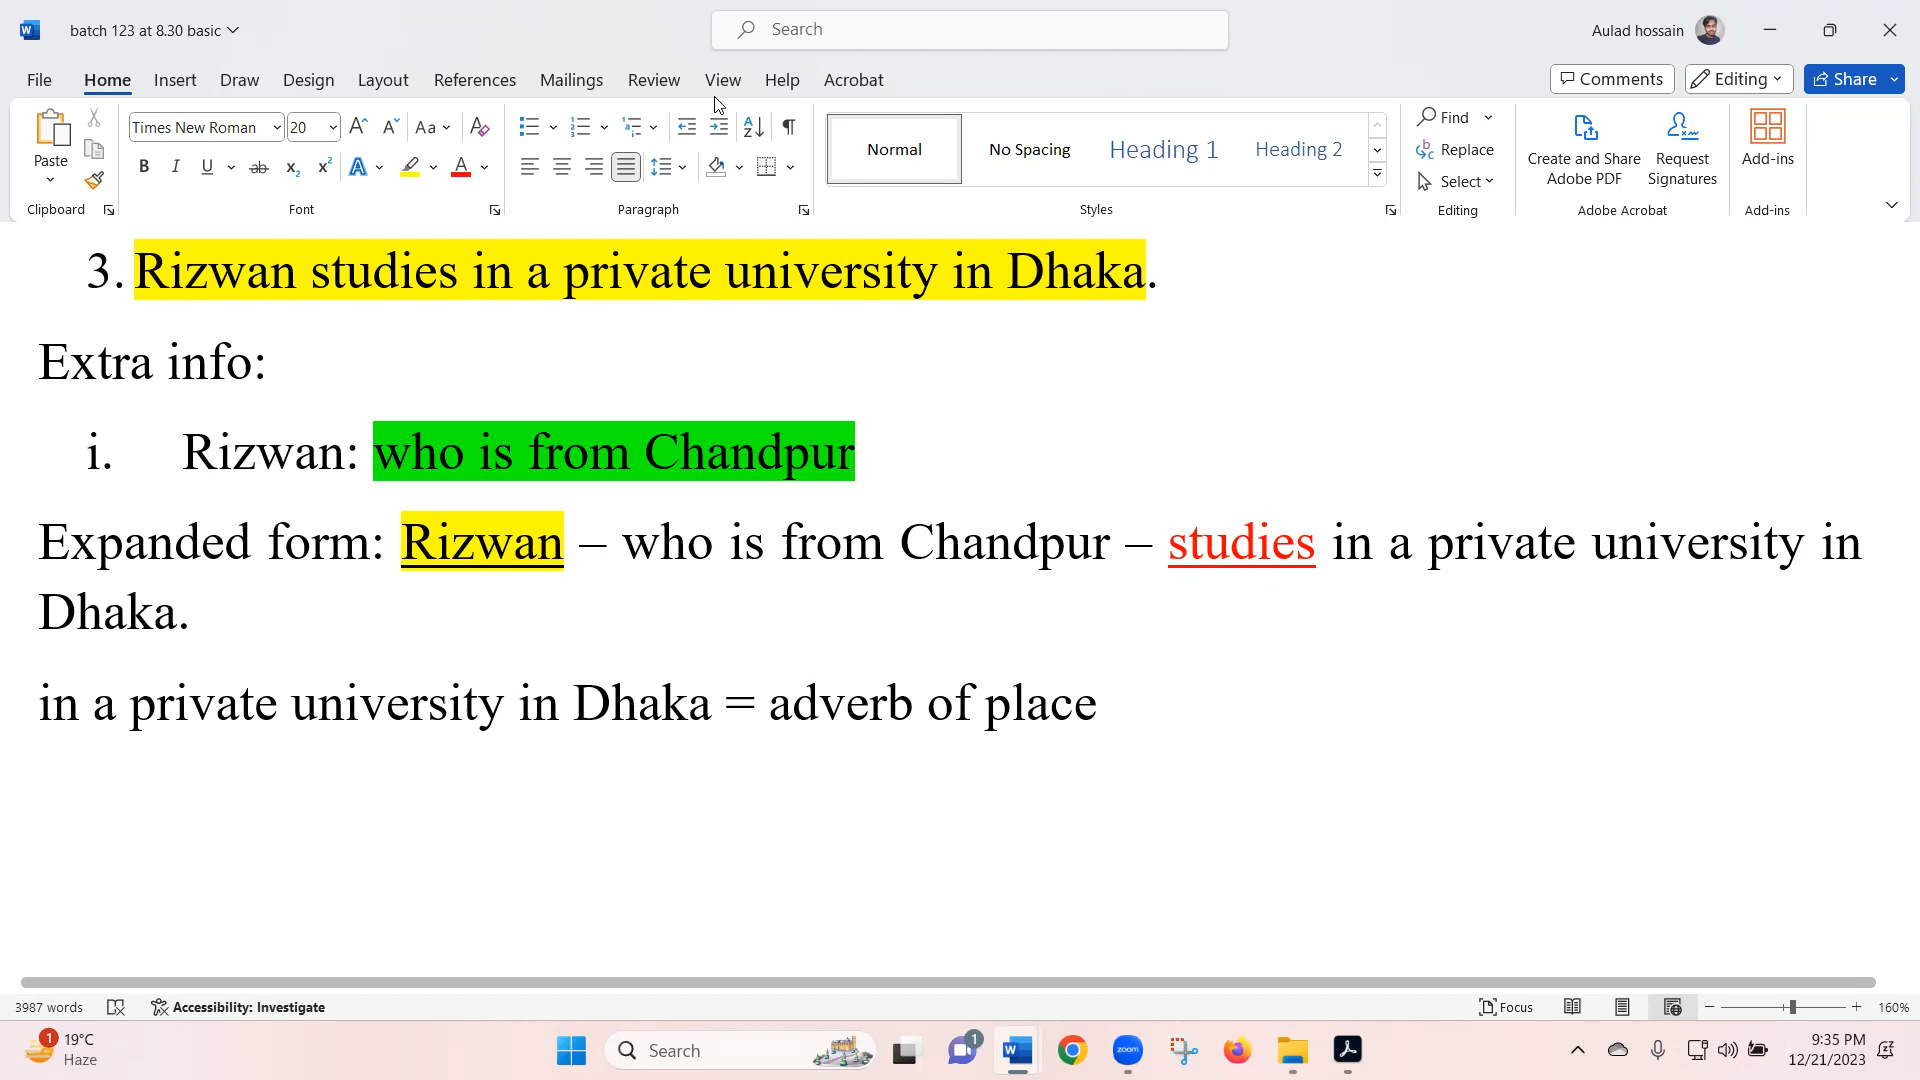 batch 123 at 8.30 basic
Search
Aulad hossain
File Home Insert Draw Design Layout References Mailings Review View Help Acrobat
Comments Editing Share
Paste
Times New Roman 20
Normal No Spacing Heading 1 Heading 2
Find
Replace
Select
Create and Share Adobe PDF
Request Signatures
Add-ins
Clipboard Font Paragraph Styles Editing Adobe Acrobat Add-ins
3. Rizwan studies in a private university in Dhaka.
Extra info:
i. Rizwan: who is from Chandpur
Expanded form: Rizwan – who is from Chandpur – studies in a private university in
Dhaka.
in a private university in Dhaka = adverb of place
3987 words Accessibility: Investigate Focus 160%
1 19°C
Haze
Search
1
zoom
9:35 PM
12/21/2023